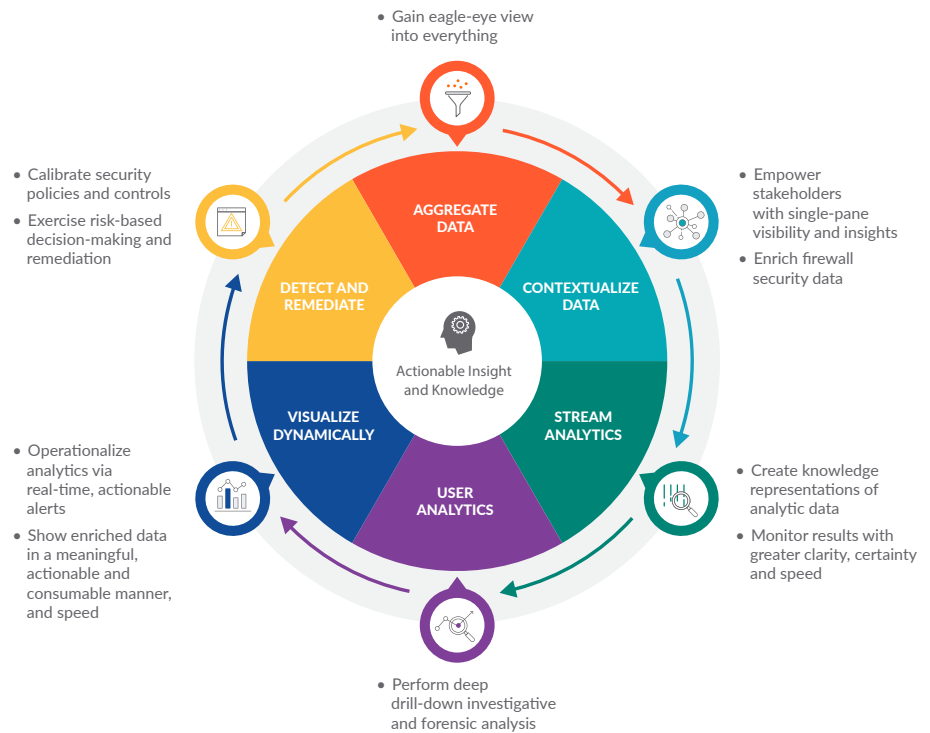 • Gain eagle-eye view
into everything
AGGREGATE
DATA
• Empower
stakeholders
with single-pane
visibility and insights
• Enrich firewall
security data
CONTEXTUALIZE
DATA
• Create knowledge
representations of
analytic data
• Monitor results with
greater clarity, certainty
and speed
STREAM
ANALYTICS
• Perform deep
drill-down investigative
and forensic analysis
USER
ANALYTICS
• Operationalize
analytics via
real-time, actionable
alerts
• Show enriched data
in a meaningful,
actionable and
consumable manner,
and speed
VISUALIZE
DYNAMICALLY
• Calibrate security
policies and controls
• Exercise risk-based
decision-making and
remediation
DETECT AND
REMEDIATE
Actionable Insight
and Knowledge